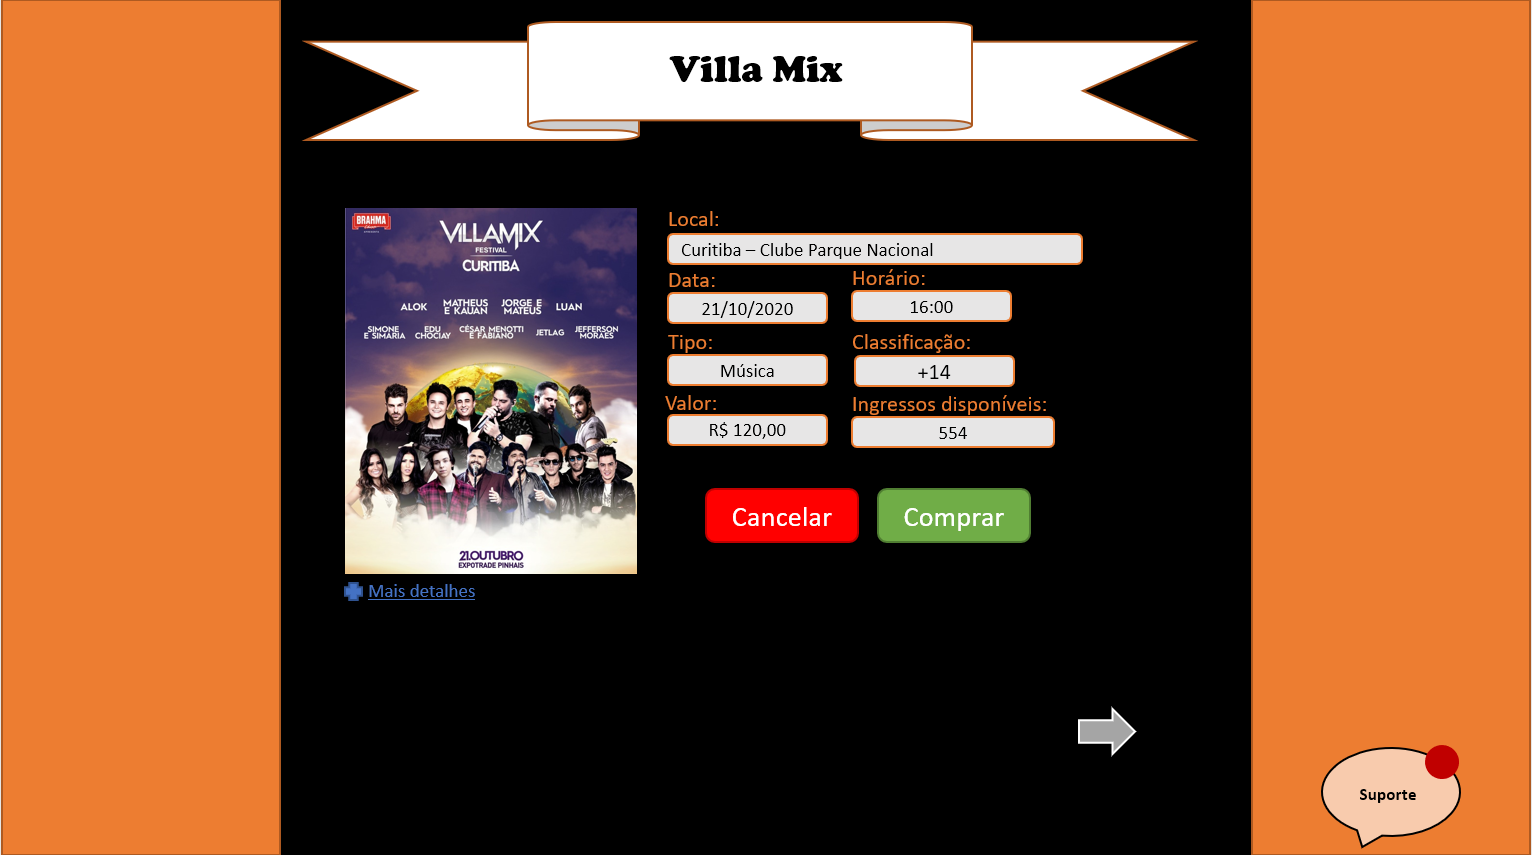 Villa Mix
BRAHMA
VILLAMIX
FESTIVAL
CURITIBA
ALOK
MATHEUS
E KAUAN
JORGE E
MATEUS
LUAN
SIMONE
E SIMARIA
EDU
CHOCIAY
CÉSAR MENOTTI
E FABIANO
JETLAG
JEFFERSON
MORAES
21.OUTUBRO
EXPOTRADE PINHAIS
Mais detalhes
Local:
Curitiba – Clube Parque Nacional
Data:
Horário:
21/10/2020
16:00
Tipo:
Classificação:
Música
+14
Valor:
Ingressos disponíveis:
R$ 120,00
554
Cancelar
Comprar
Suporte